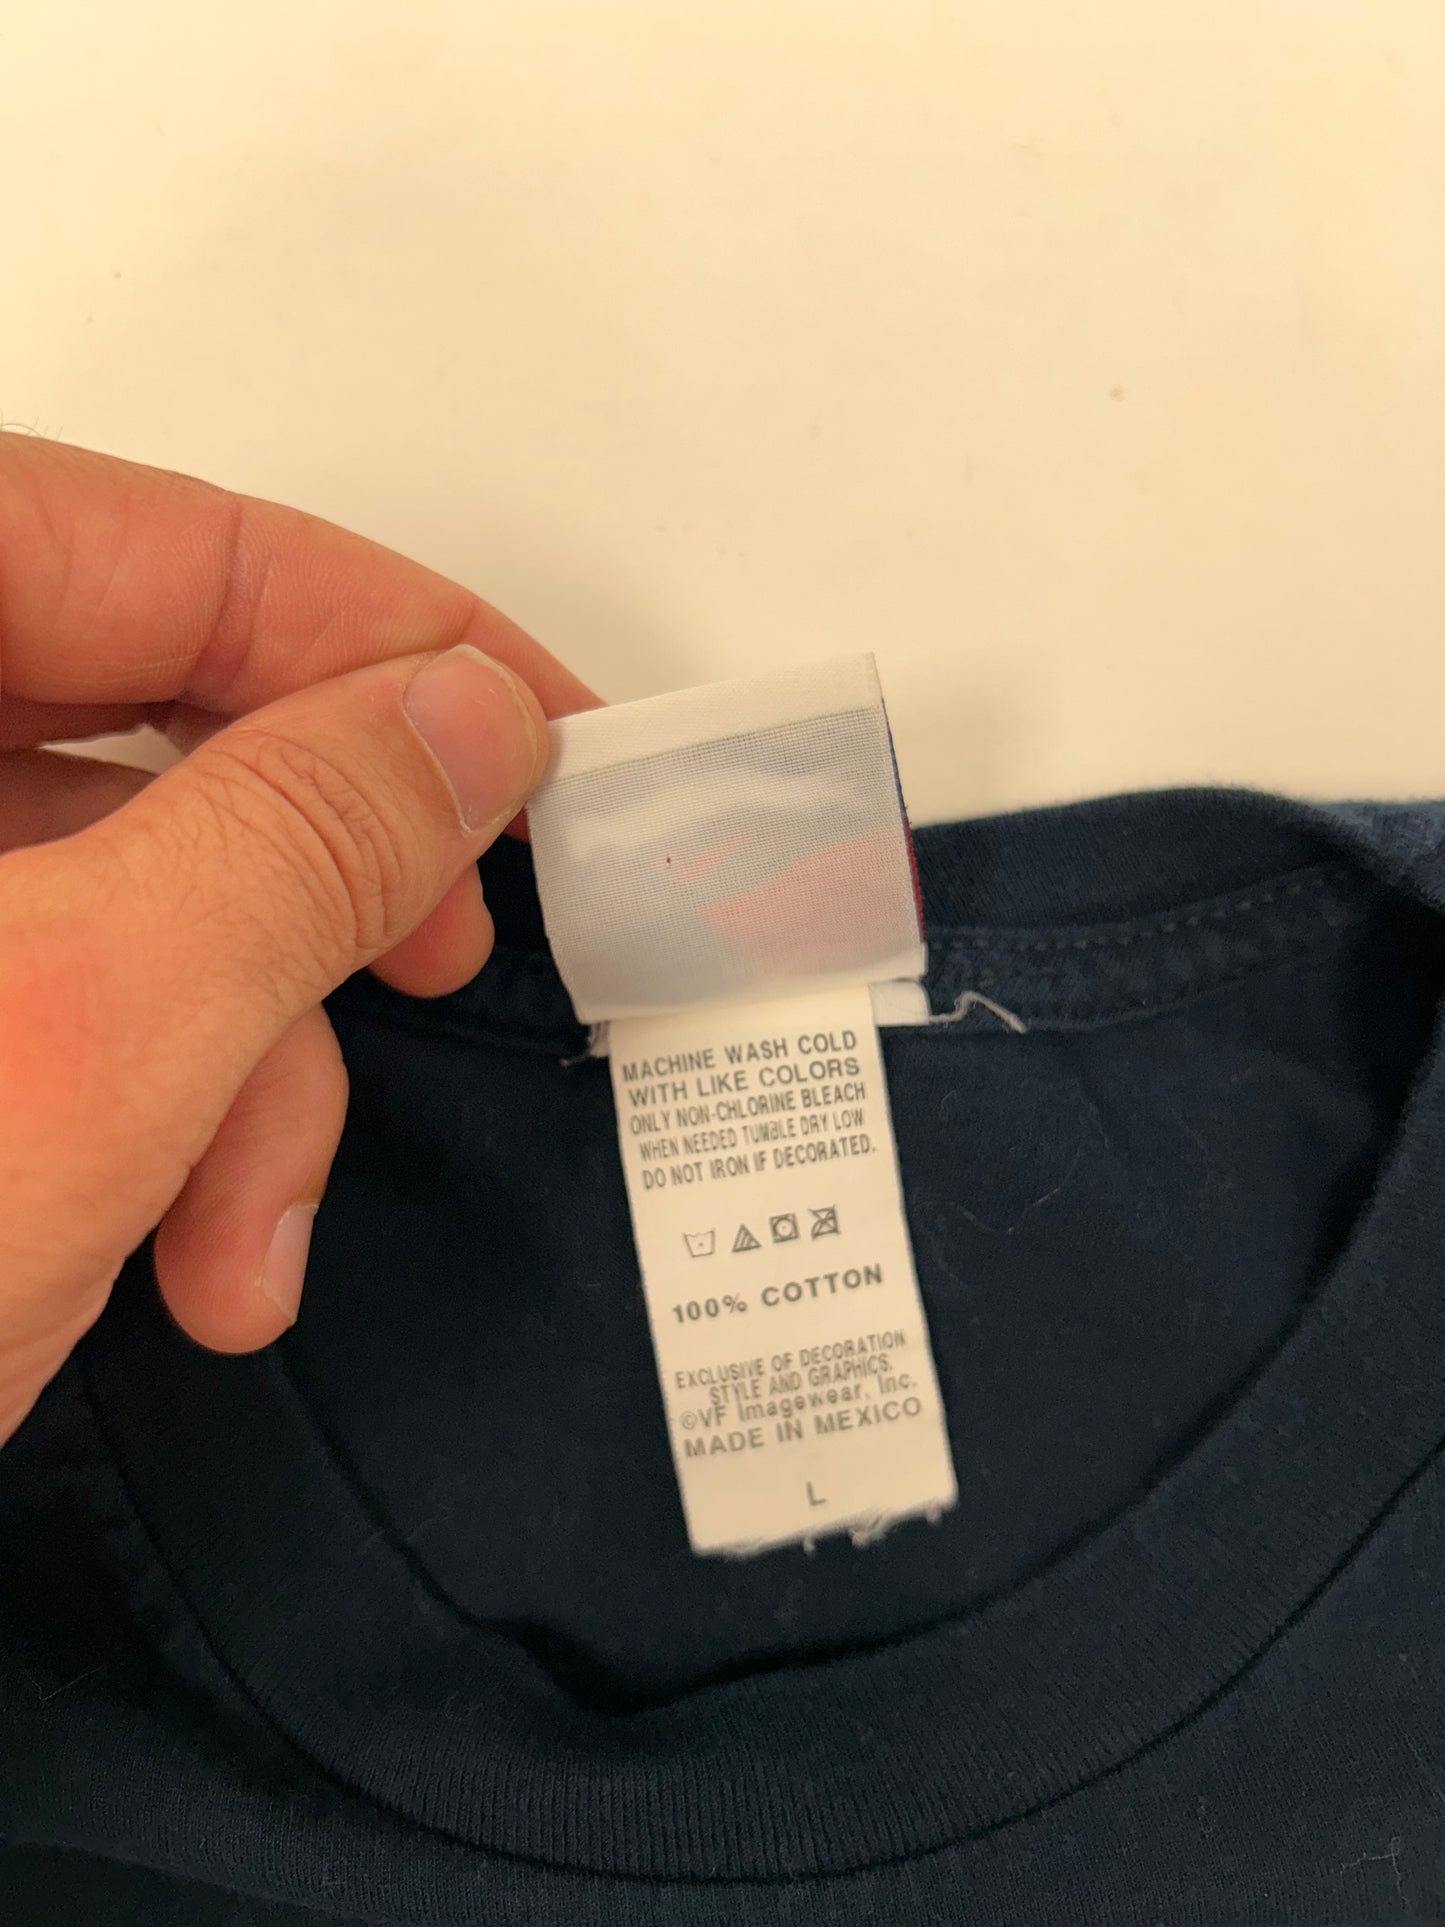 MACHINE WASH COLD
WITH LIKE COLORS
ONLY NON-CHLORINE BLEACH
WHEN NEEDED TUMBLE DRY LOW
DO NOT IRON IF DECORATED.
100% COTTON
EXCLUSIVE OF DECORATION
STYLE AND GRAPHICS.
©VF Imagewear, Inc.
MADE IN MEXICO
L